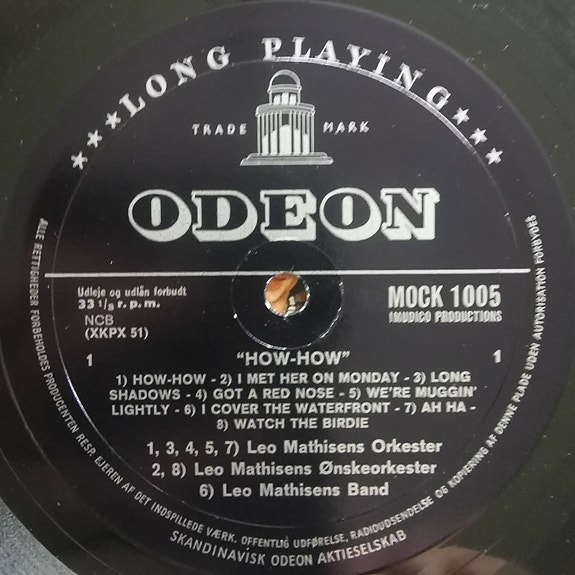 ★★★LONG PLAYING★★★
TRADE MARK
ODEON
Udleje og udlån forbudt
33 1/3 r. p. m.
NCB
(XKPX 51)
MOCK 1005
IMUDICO PRODUCTIONS
1 "HOW-HOW" 1
1) HOW-HOW - 2) I MET HER ON MONDAY - 3) LONG
SHADOWS - 4) GOT A RED NOSE - 5) WE'RE MUGGIN'
LIGHTLY - 6) I COVER THE WATERFRONT - 7) AH HA -
8) WATCH THE BIRDIE
1, 3, 4, 5, 7) Leo Mathisens Orkester
2, 8) Leo Mathisens Ønskeorkester
6) Leo Mathisens Band
ALLE RETTIGHEDER FORBEHOLDES PRODUCENTEN RESP. EJEREN AF DET INDSPILLEDE VÆRK. OFFENTLIG UDFØRELSE, RADIOUDSENDELSE OG KOPIERING AF DENNE PLADE UDEN AUTORISATION FORBYDES
SKANDINAVISK ODEON AKTIESELSKAB